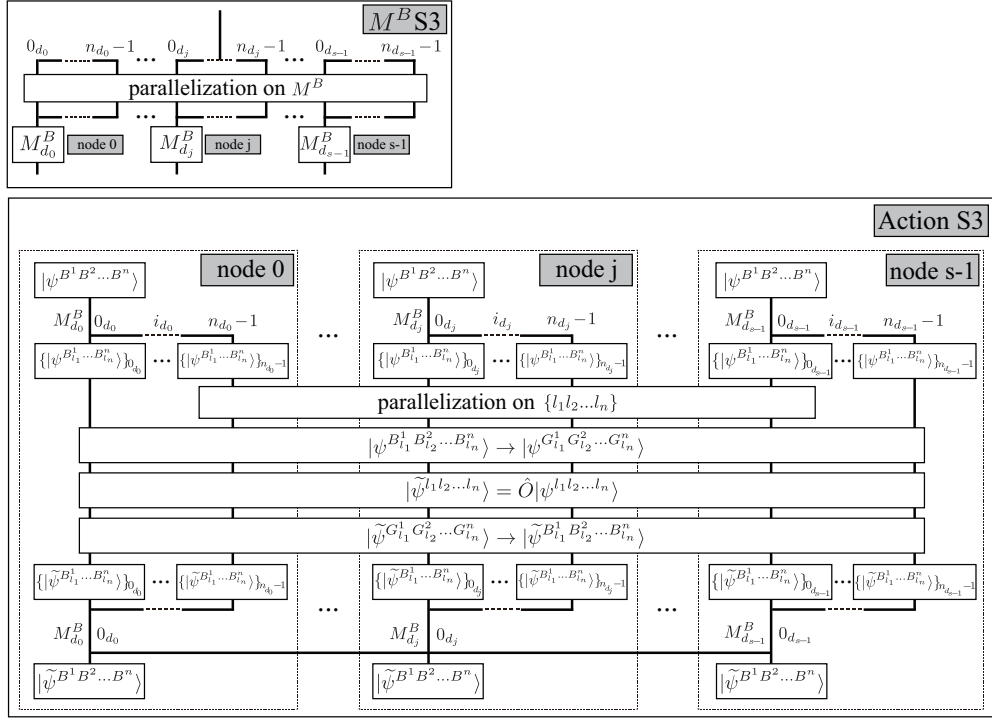 M^B S3
0_{d_0} n_{d_0}-1 ... 0_{d_j} n_{d_j}-1 ... 0_{d_{s-1}} n_{d_{s-1}}-1
parallelization on M^B
... ...
M^B_{d_0} node 0 M^B_{d_j} node j M^B_{d_{s-1}} node s-1
Action S3
node 0 node j node s-1
|ψ^{B^1 B^2...B^n}⟩ |ψ^{B^1 B^2...B^n}⟩ |ψ^{B^1 B^2...B^n}⟩
M^B_{d_0} 0_{d_0} i_{d_0} n_{d_0}-1 ... M^B_{d_j} 0_{d_j} i_{d_j} n_{d_j}-1 ... M^B_{d_{s-1}} 0_{d_{s-1}} i_{d_{s-1}} n_{d_{s-1}}-1
{|ψ^{B^1_{l_1}...B^n_{l_n}}⟩}_{0_{d_0}} ... {|ψ^{B^1_{l_1}...B^n_{l_n}}⟩}_{n_{d_0}-1} {|ψ^{B^1_{l_1}...B^n_{l_n}}⟩}_{0_{d_j}} ... {|ψ^{B^1_{l_1}...B^n_{l_n}}⟩}_{n_{d_j}-1} {|ψ^{B^1_{l_1}...B^n_{l_n}}⟩}_{0_{d_{s-1}}} ... {|ψ^{B^1_{l_1}...B^n_{l_n}}⟩}_{n_{d_{s-1}}-1}
parallelization on {l_1 l_2...l_n}
|ψ^{B^1_{l_1} B^2_{l_2}...B^n_{l_n}}⟩ → |ψ^{G^1_{l_1} G^2_{l_2}...G^n_{l_n}}⟩
|ψ̃^{l_1 l_2...l_n}⟩ = Ô|ψ^{l_1 l_2...l_n}⟩
|ψ̃^{G^1_{l_1} G^2_{l_2}...G^n_{l_n}}⟩ → |ψ̃^{B^1_{l_1} B^2_{l_2}...B^n_{l_n}}⟩
{|ψ̃^{B^1_{l_1}...B^n_{l_n}}⟩}_{0_{d_0}} ... {|ψ̃^{B^1_{l_1}...B^n_{l_n}}⟩}_{n_{d_0}-1} {|ψ̃^{B^1_{l_1}...B^n_{l_n}}⟩}_{0_{d_j}} ... {|ψ̃^{B^1_{l_1}...B^n_{l_n}}⟩}_{n_{d_j}-1} {|ψ̃^{B^1_{l_1}...B^n_{l_n}}⟩}_{0_{d_{s-1}}} ... {|ψ̃^{B^1_{l_1}...B^n_{l_n}}⟩}_{n_{d_{s-1}}-1}
... ...
M^B_{d_0} 0_{d_0} M^B_{d_j} 0_{d_j} M^B_{d_{s-1}} 0_{d_{s-1}}
|ψ̃^{B^1 B^2...B^n}⟩ |ψ̃^{B^1 B^2...B^n}⟩ |ψ̃^{B^1 B^2...B^n}⟩